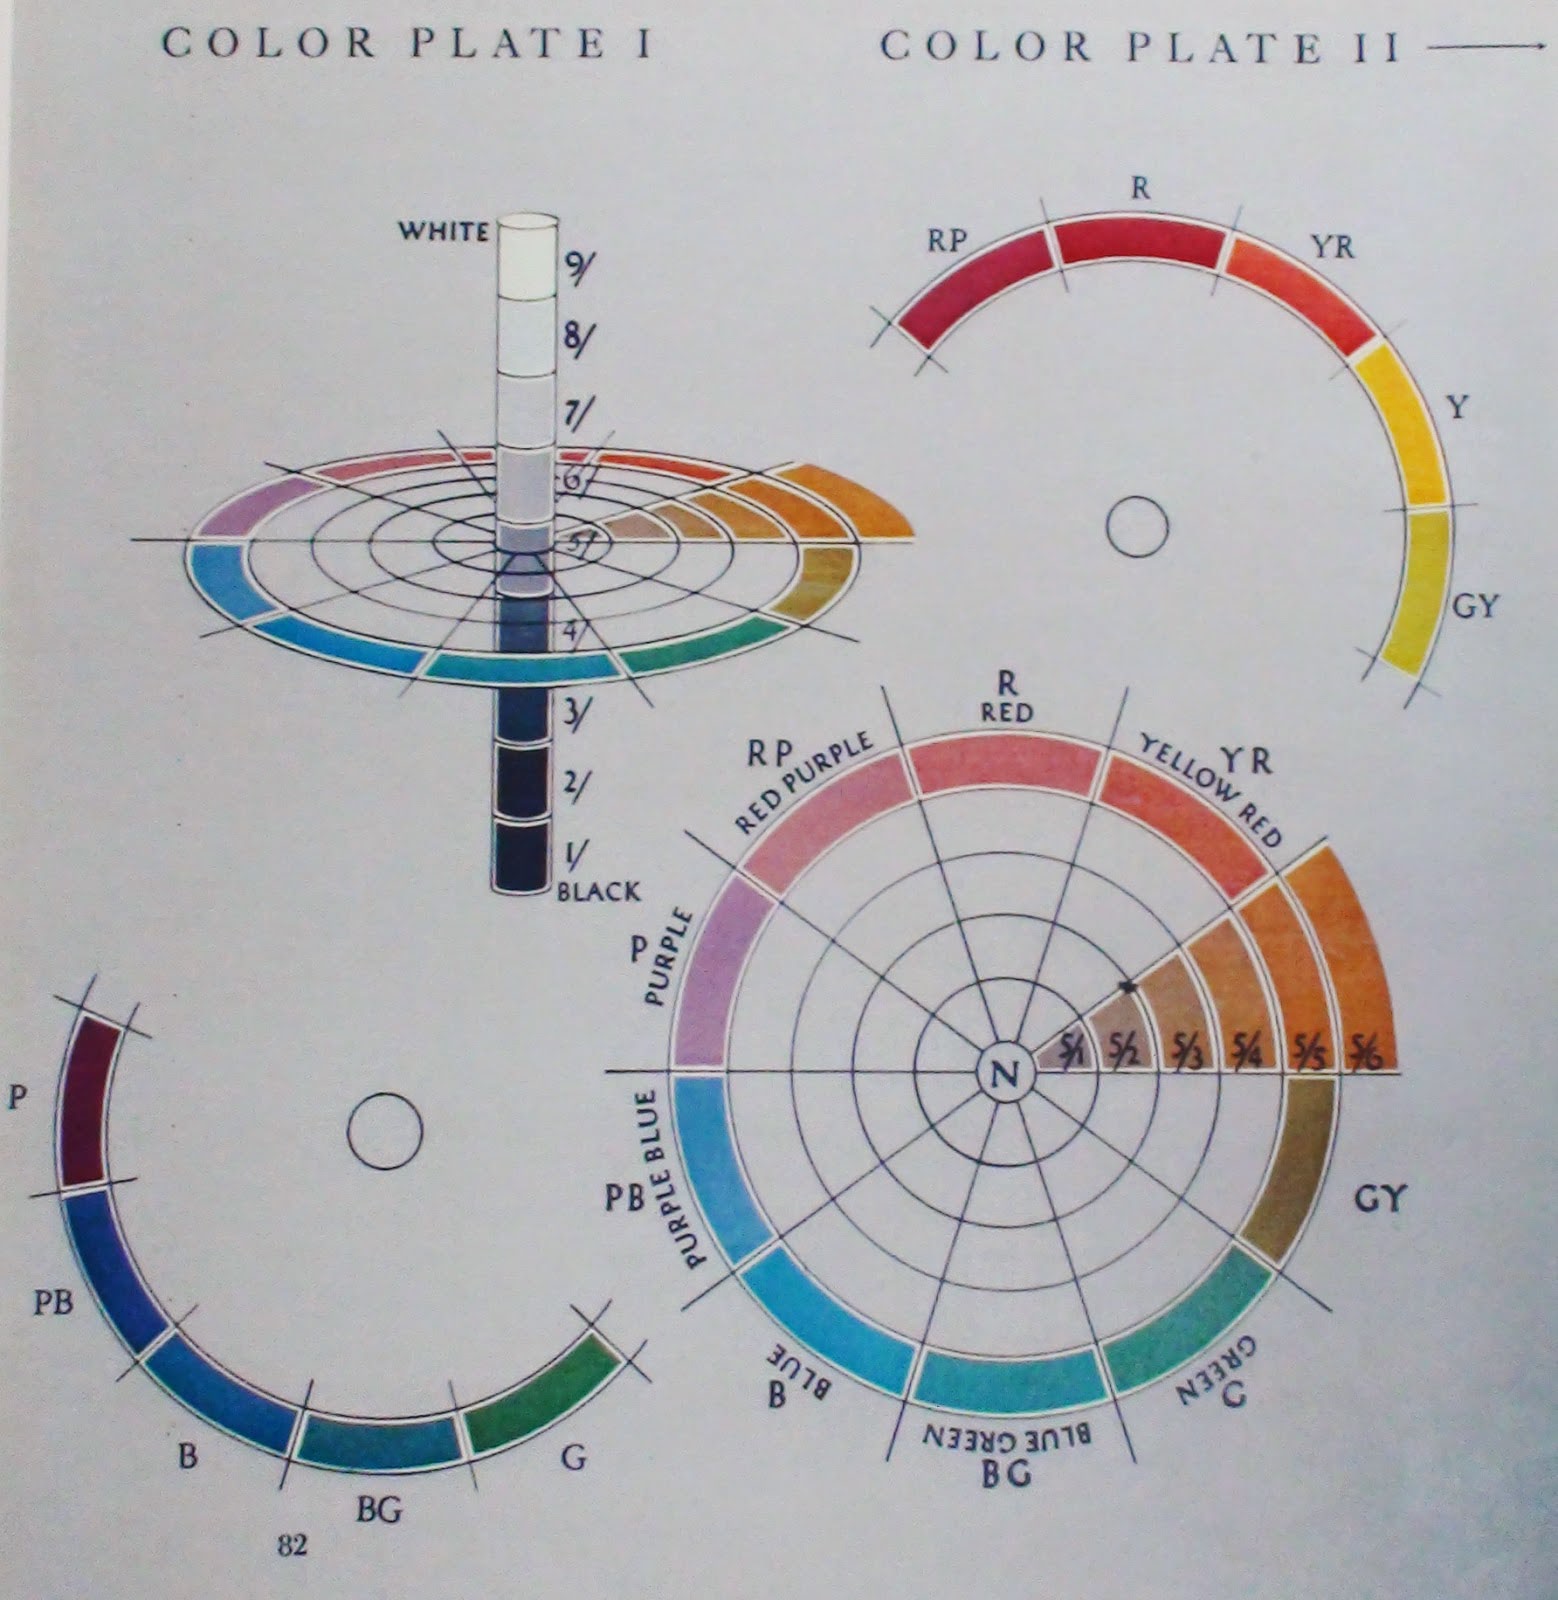 COLOR PLATE I
COLOR PLATE II
WHITE
9/
8/
7/
6/
5/
4/
3/
2/
1/
BLACK
RP
R
YR
Y
GY
R
RED
RP
RED PURPLE
YR
YELLOW RED
P
PURPLE
N
5/1
5/2
5/3
5/4
5/5
5/6
PB
PURPLE BLUE
GY
BLUE
B
GREEN
G
BLUE GREEN
BG
P
PB
B
BG
G
82